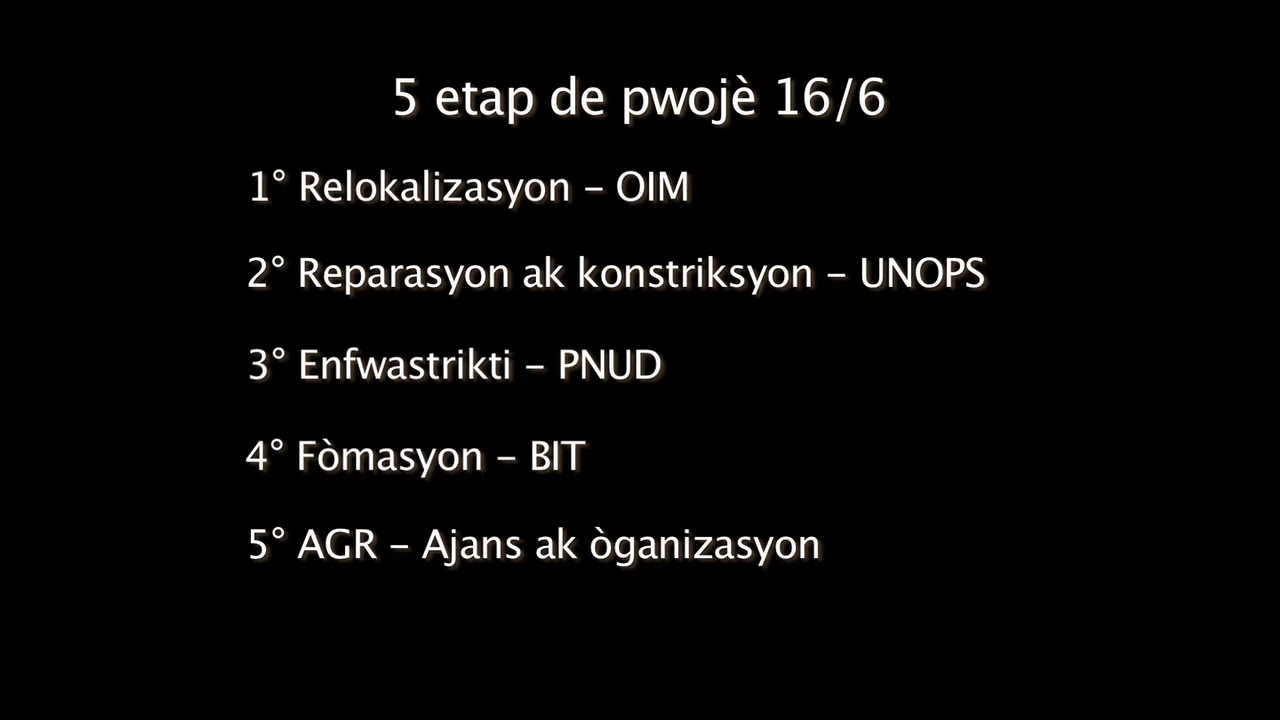 5 etap de pwojè 16/6
1° Relokalizasyon – OIM
2° Reparasyon ak konstriksyon – UNOPS
3° Enfwastrikti – PNUD
4° Fòmasyon – BIT
5° AGR – Ajans ak òganizasyon